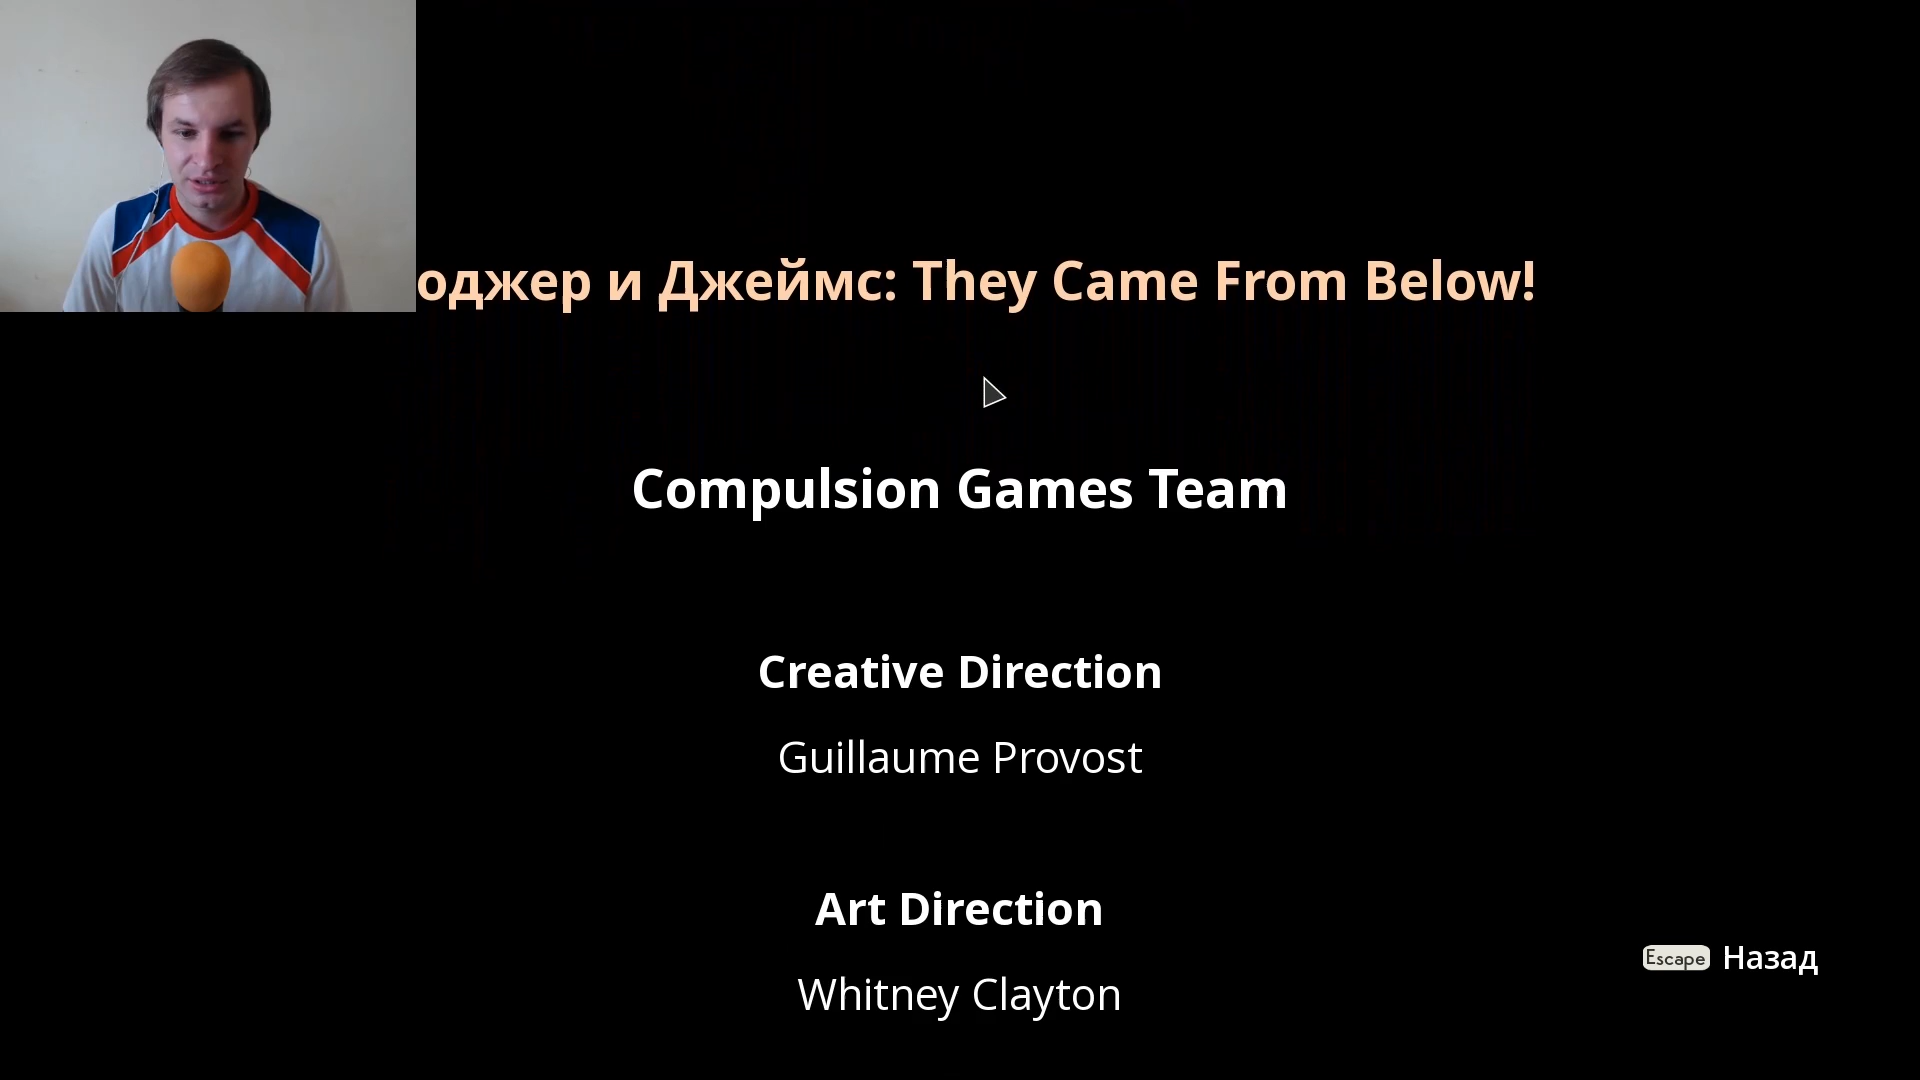 оджер и Джеймс: They Came From Below!
Compulsion Games Team
Creative Direction
Guillaume Provost
Art Direction
Whitney Clayton
Escape Назад